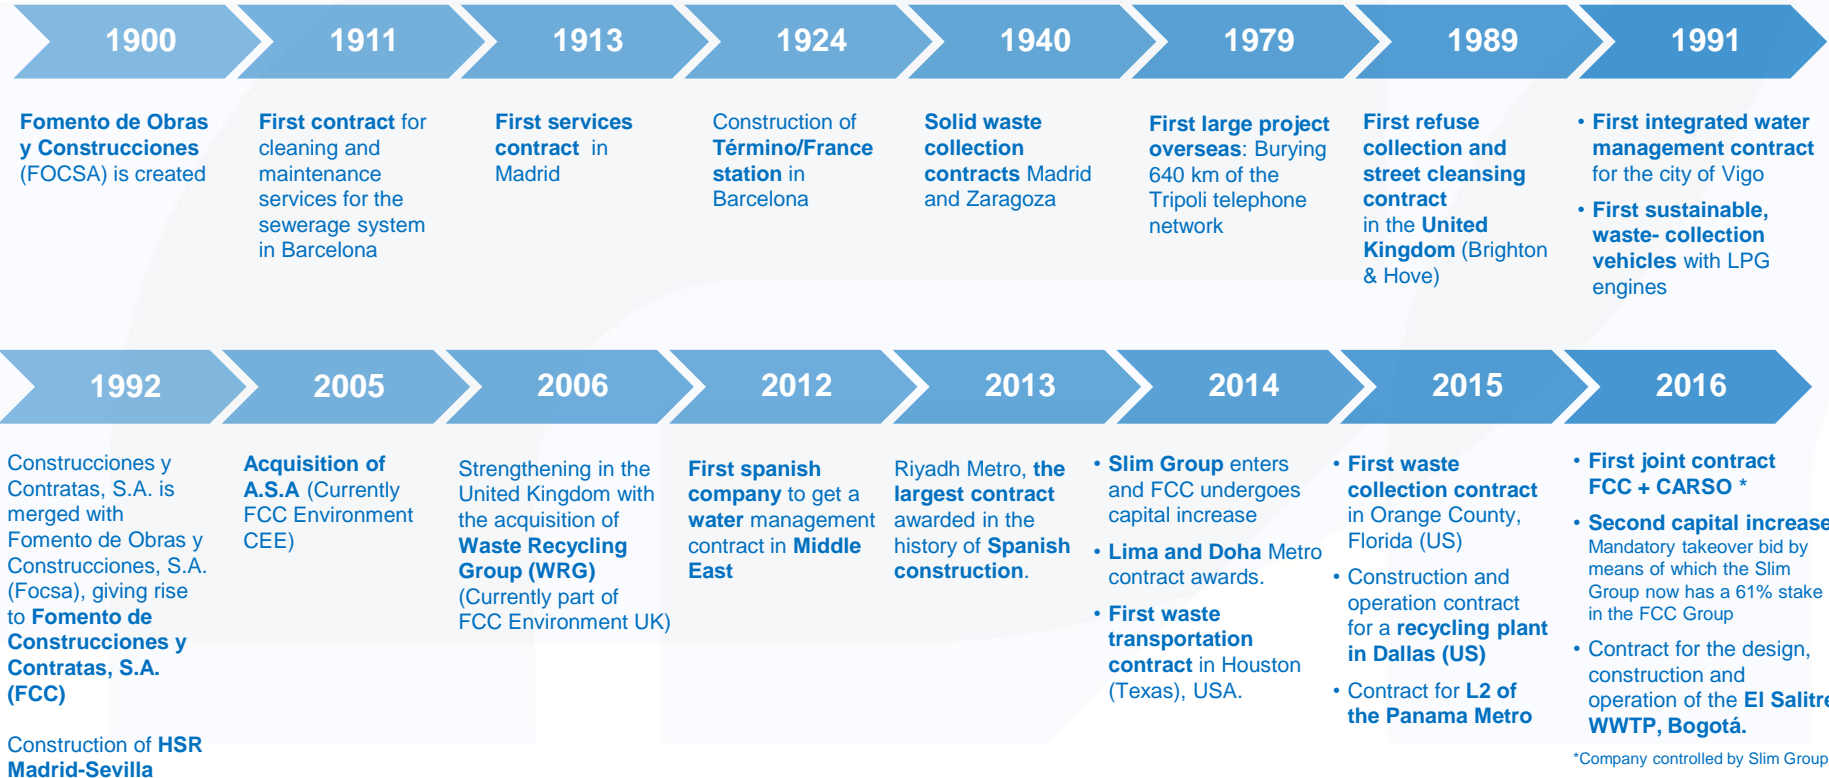 1900
1911
1913
1924
1940
1979
1989
1991
Fomento de Obras
y Construcciones
(FOCSA) is created
First contract for
cleaning and
maintenance
services for the
sewerage system
in Barcelona
First services
contract in
Madrid
Construction of
Término/France
station in
Barcelona
Solid waste
collection
contracts Madrid
and Zaragoza
First large project
overseas: Burying
640 km of the
Tripoli telephone
network
First refuse
collection and
street cleansing
contract
in the United
Kingdom (Brighton
& Hove)
• First integrated water
management contract
for the city of Vigo
• First sustainable,
waste- collection
vehicles with LPG
engines
1992
2005
2006
2012
2013
2014
2015
2016
Construcciones y
Contratas, S.A. is
merged with
Fomento de Obras y
Construcciones, S.A.
(Focsa), giving rise
to Fomento de
Construcciones y
Contratas, S.A.
(FCC)
Construction of HSR
Madrid-Sevilla
Acquisition of
A.S.A (Currently
FCC Environment
CEE)
Strengthening in the
United Kingdom with
the acquisition of
Waste Recycling
Group (WRG)
(Currently part of
FCC Environment UK)
First spanish
company to get a
water management
contract in Middle
East
Riyadh Metro, the
largest contract
awarded in the
history of Spanish
construction.
• Slim Group enters
and FCC undergoes
capital increase
• Lima and Doha Metro
contract awards.
• First waste
transportation
contract in Houston
(Texas), USA.
• First waste
collection contract
in Orange County,
Florida (US)
• Construction and
operation contract
for a recycling plant
in Dallas (US)
• Contract for L2 of
the Panama Metro
• First joint contract
FCC + CARSO *
• Second capital increase
Mandatory takeover bid by
means of which the Slim
Group now has a 61% stake
in the FCC Group
• Contract for the design,
construction and
operation of the El Salitre
WWTP, Bogotá.
*Company controlled by Slim Group